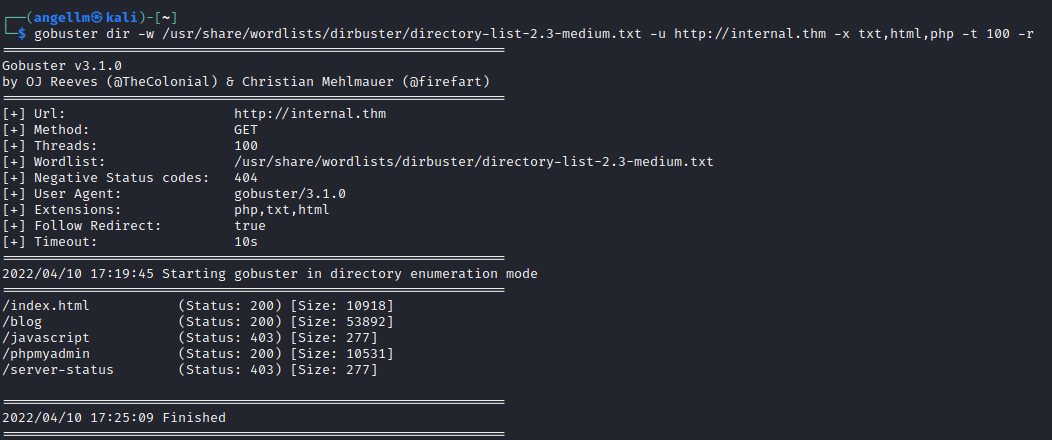 ┌──(angellm㉿kali)-[~]
└─$ gobuster dir -w /usr/share/wordlists/dirbuster/directory-list-2.3-medium.txt -u http://internal.thm -x txt,html,php -t 100 -r
===============================================================
Gobuster v3.1.0
by OJ Reeves (@TheColonial) & Christian Mehlmauer (@firefart)
===============================================================
[+] Url:                     http://internal.thm
[+] Method:                  GET
[+] Threads:                 100
[+] Wordlist:                /usr/share/wordlists/dirbuster/directory-list-2.3-medium.txt
[+] Negative Status codes:   404
[+] User Agent:              gobuster/3.1.0
[+] Extensions:              php,txt,html
[+] Follow Redirect:         true
[+] Timeout:                 10s
===============================================================
2022/04/10 17:19:45 Starting gobuster in directory enumeration mode
===============================================================
/index.html           (Status: 200) [Size: 10918]
/blog                 (Status: 200) [Size: 53892]
/javascript           (Status: 403) [Size: 277]
/phpmyadmin           (Status: 200) [Size: 10531]
/server-status        (Status: 403) [Size: 277]

===============================================================
2022/04/10 17:25:09 Finished
===============================================================